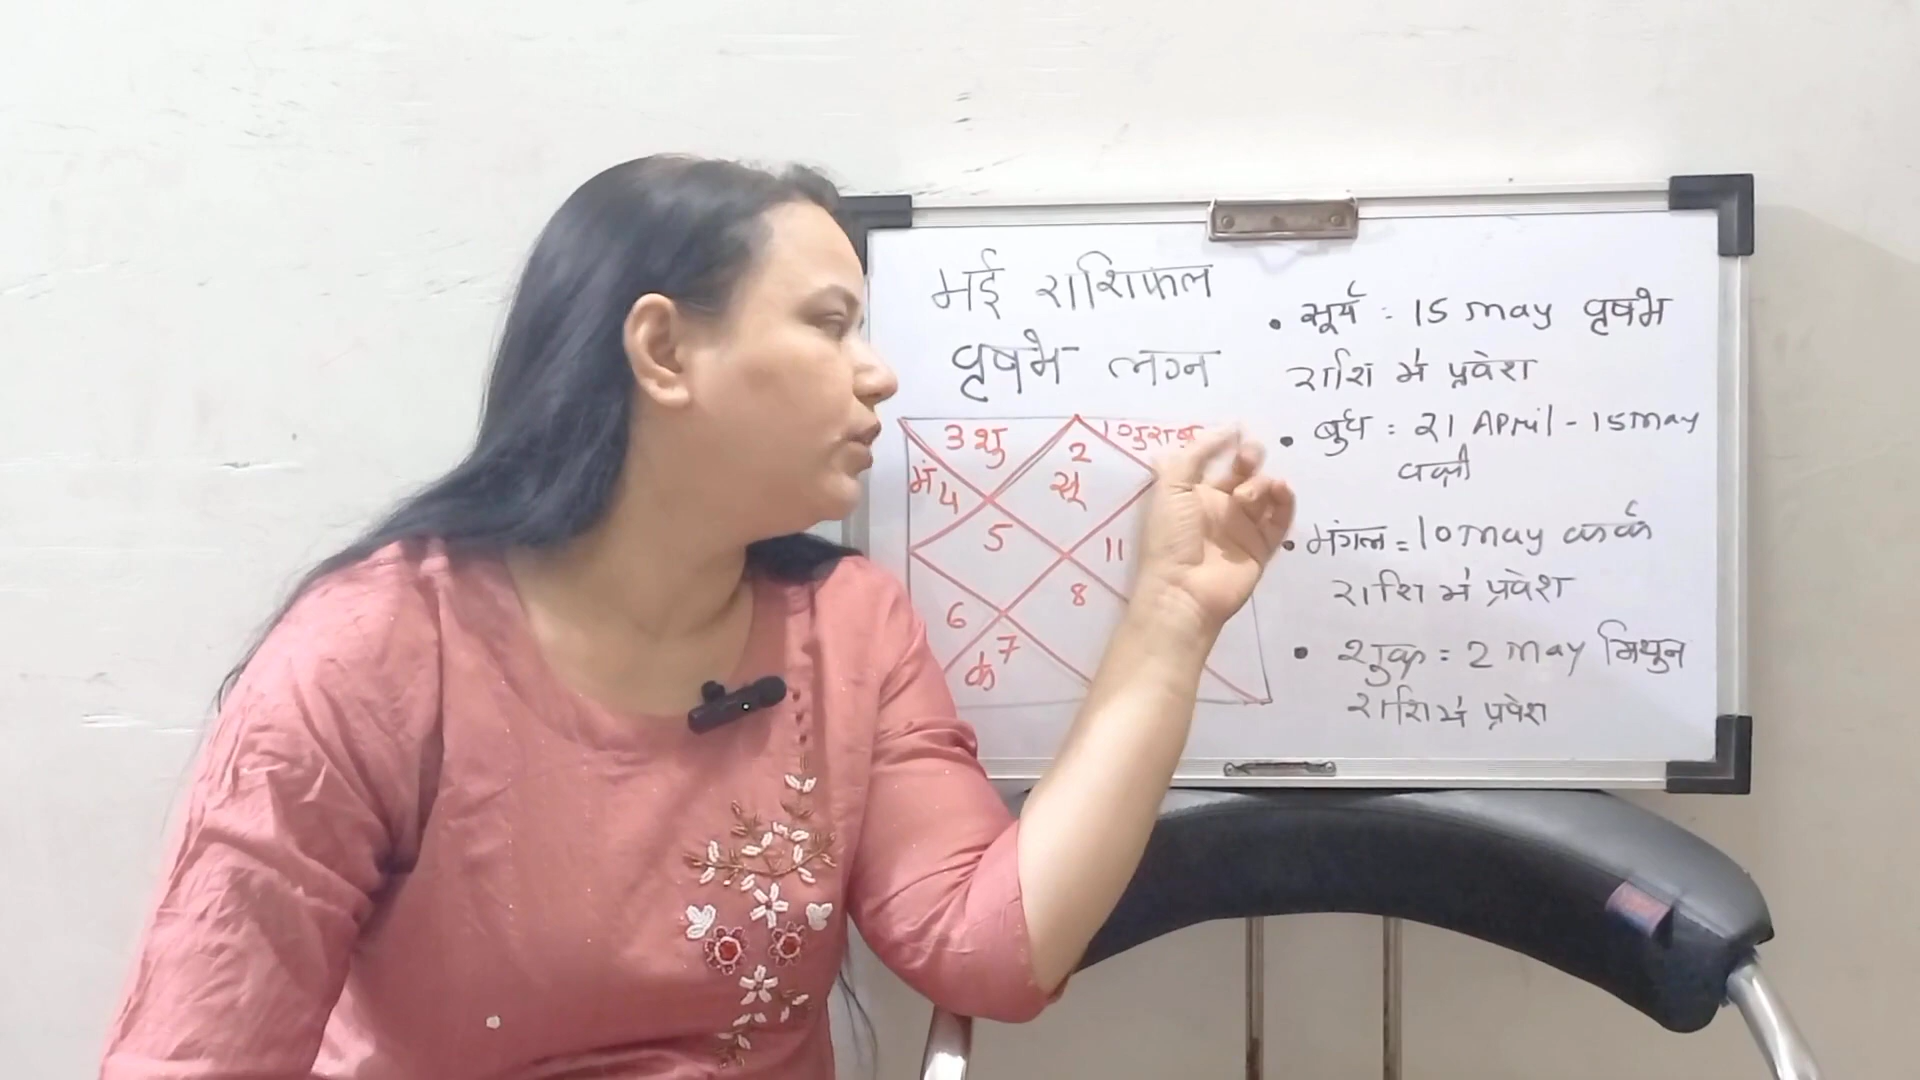 मई राशिफल
वृषभ लग्न
3 शु
2
सू
मं 4
5
11
8
6
7
के
• सूर्य : 15 may वृषभ
राशि में प्रवेश
• बुध : 21 April - 15 may
वक्री
• मंगल = 10 may कर्क
राशि में प्रवेश
• शुक्र = 2 may मिथुन
राशि में प्रवेश